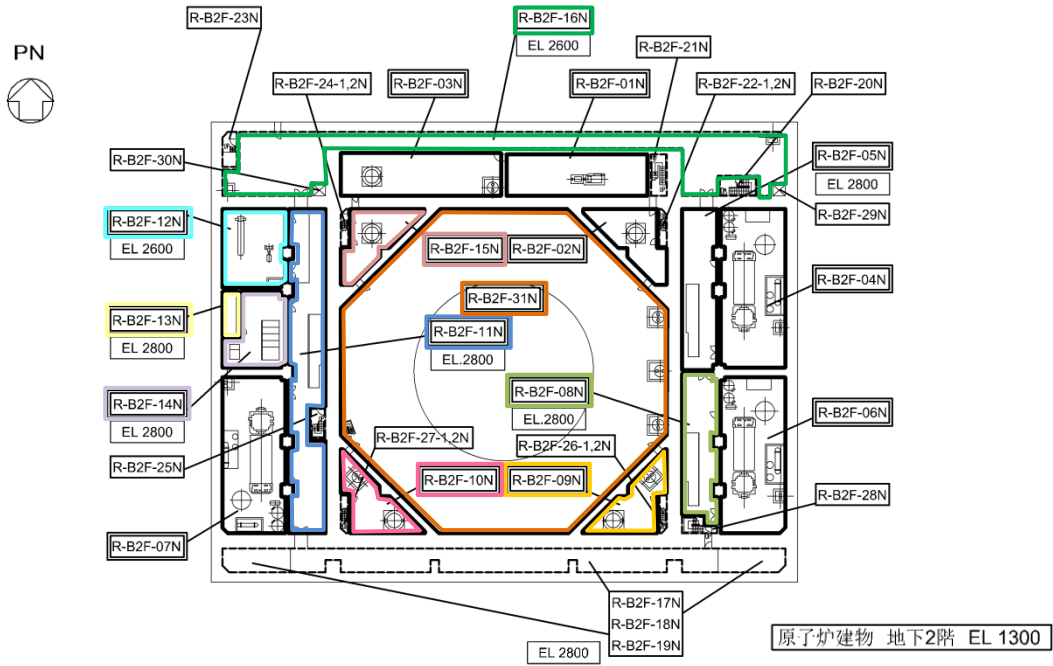 R-B2F-23N
R-B2F-16N
EL 2600
R-B2F-21N
PN
R-B2F-24-1,2N
R-B2F-03N
R-B2F-01N
R-B2F-22-1,2N
R-B2F-20N
R-B2F-30N
R-B2F-05N
EL 2800
R-B2F-12N
EL 2600
R-B2F-29N
R-B2F-15N
R-B2F-02N
R-B2F-04N
R-B2F-31N
R-B2F-13N
EL 2800
R-B2F-11N
EL.2800
R-B2F-14N
EL 2800
R-B2F-08N
EL.2800
R-B2F-06N
R-B2F-27-1,2N
R-B2F-26-1,2N
R-B2F-25N
R-B2F-10N
R-B2F-09N
R-B2F-28N
R-B2F-07N
R-B2F-17N
R-B2F-18N
R-B2F-19N
EL 2800
原子炉建物 地下2階 EL 1300